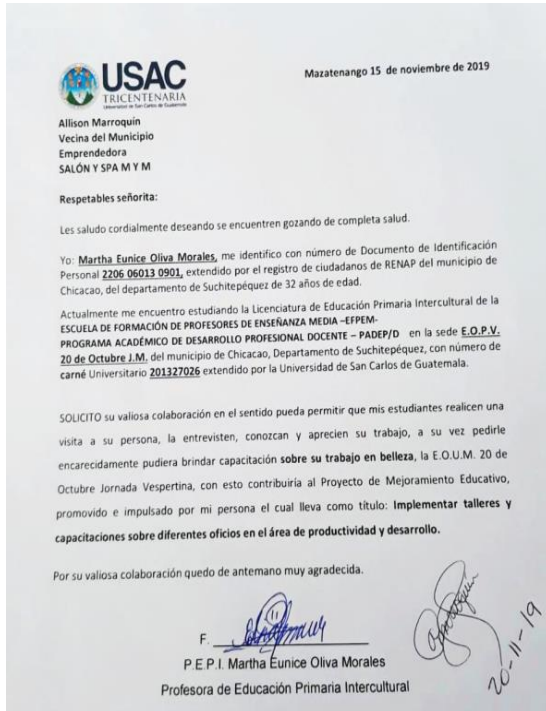 USAC
TRICENTENARIA
Universidad de San Carlos de Guatemala
Mazatenango 15 de noviembre de 2019
Allison Marroquin
Vecina del Municipio
Emprendedora
SALÓN Y SPA M Y M
Respetables señorita:
Les saludo cordialmente deseando se encuentren gozando de completa salud.
Yo: Martha Eunice Oliva Morales, me identifico con número de Documento de Identificación
Personal 2206 06013 0901, extendido por el registro de ciudadanos de RENAP del municipio de
Chicacao, del departamento de Suchitepéquez de 32 años de edad.
Actualmente me encuentro estudiando la Licenciatura de Educación Primaria Intercultural de la
ESCUELA DE FORMACIÓN DE PROFESORES DE ENSEÑANZA MEDIA –EFPEM-
PROGRAMA ACADÉMICO DE DESARROLLO PROFESIONAL DOCENTE – PADEP/D en la sede E.O.P.V.
20 de Octubre J.M. del municipio de Chicacao, Departamento de Suchitepéquez, con número de
carné Universitario 201327026 extendido por la Universidad de San Carlos de Guatemala.
SOLICITO su valiosa colaboración en el sentido pueda permitir que mis estudiantes realicen una
visita a su persona, la entrevisten, conozcan y aprecien su trabajo, a su vez pedirle
encarecidamente pudiera brindar capacitación sobre su trabajo en belleza, la E.O.U.M. 20 de
Octubre Jornada Vespertina, con esto contribuiría al Proyecto de Mejoramiento Educativo,
promovido e impulsado por mi persona el cual lleva como título: Implementar talleres y
capacitaciones sobre diferentes oficios en el área de productividad y desarrollo.
Por su valiosa colaboración quedo de antemano muy agradecida.
F.
P.E.P.I. Martha Eunice Oliva Morales
Profesora de Educación Primaria Intercultural
20-11-19